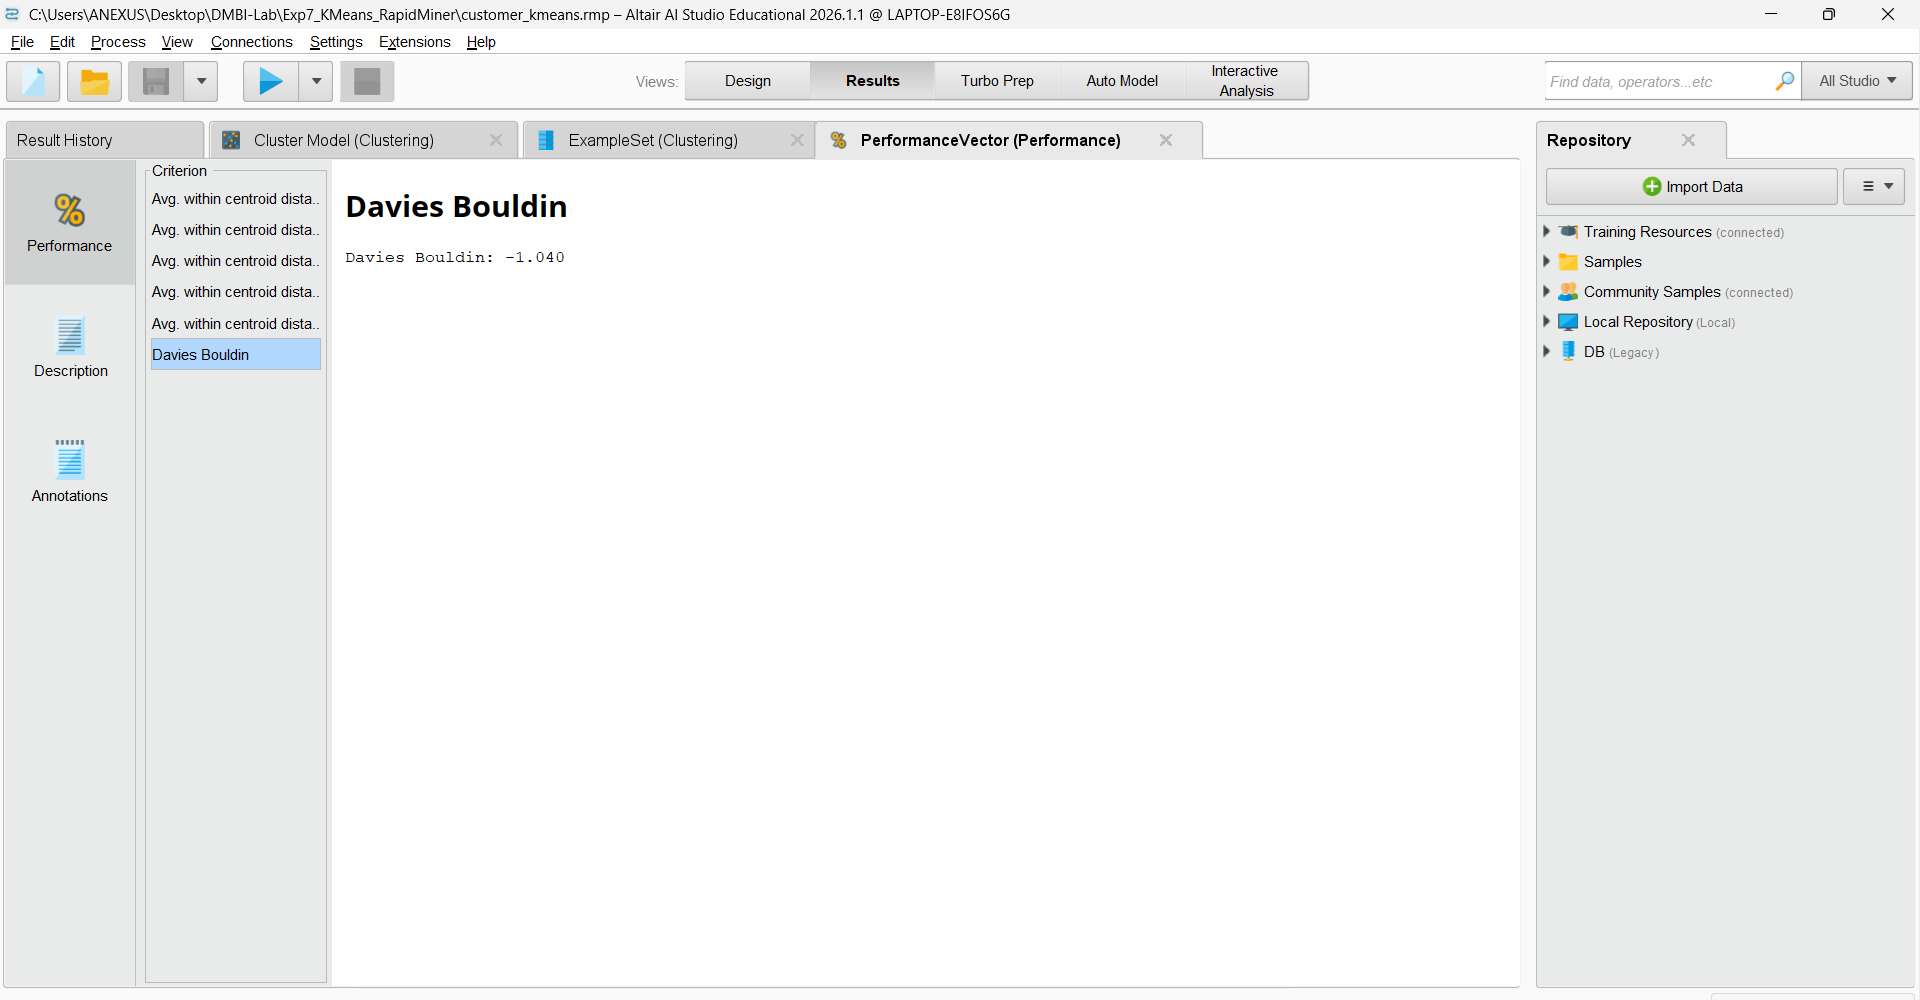 C:\Users\ANEXUS\Desktop\DMBI-Lab\Exp7_KMeans_RapidMiner\customer_kmeans.rmp – Altair AI Studio Educational 2026.1.1 @ LAPTOP-E8IFOS6G
File Edit Process View Connections Settings Extensions Help
Views: Design Results Turbo Prep Auto Model Interactive Analysis
Find data, operators...etc
All Studio
Result History
Cluster Model (Clustering)
ExampleSet (Clustering)
PerformanceVector (Performance)
Performance
Description
Annotations
Criterion
Avg. within centroid dista..
Avg. within centroid dista..
Avg. within centroid dista..
Avg. within centroid dista..
Avg. within centroid dista..
Davies Bouldin
Davies Bouldin
Davies Bouldin: -1.040
Repository
Import Data
Training Resources (connected)
Samples
Community Samples (connected)
Local Repository (Local)
DB (Legacy)